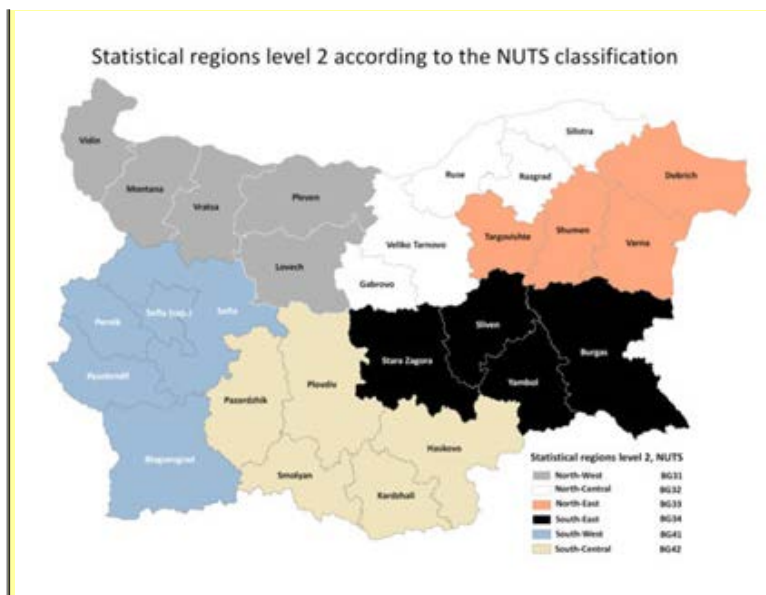 Statistical regions level 2 according to the NUTS classification
Vidin
Montana
Vratsa
Pleven
Lovech
Veliko Tarnovo
Gabrovo
Ruse
Razgrad
Silistra
Dobrich
Targovishte
Shumen
Varna
Pernik
Sofia (cap.)
Sofia
Blagoevgrad
Pazardzhik
Plovdiv
Smolyan
Kardzhali
Haskovo
Stara Zagora
Sliven
Yambol
Burgas
Statistical regions level 2, NUTS
North-West BG31
North-Central BG32
North-East BG33
South-East BG34
South-West BG41
South-Central BG42